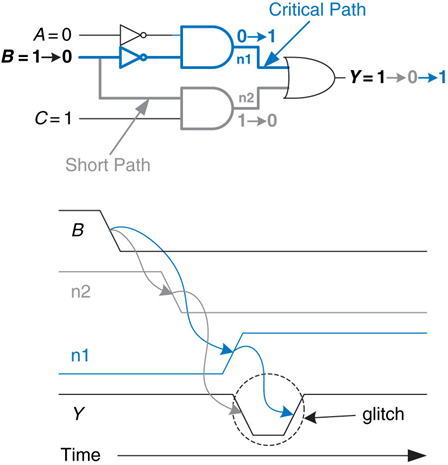 Critical Path
A = 0
0→1
n1
B = 1→0
Y = 1→0→1
n2
C = 1
1→0
Short Path
B
n2
n1
Y
glitch
Time